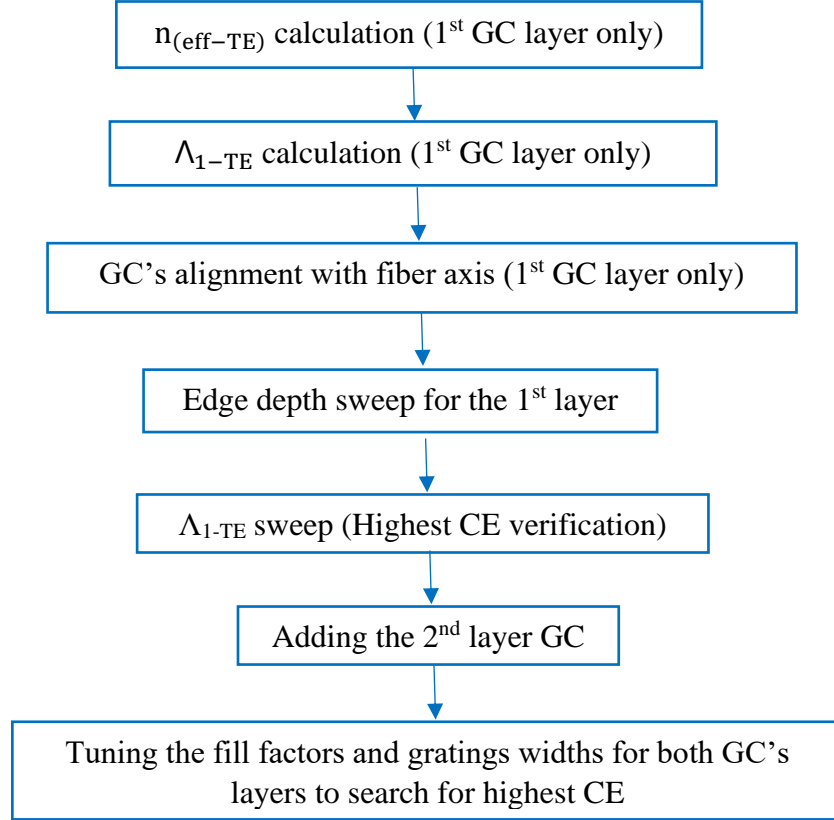 n(eff−TE) calculation (1st GC layer only)
Λ1−TE calculation (1st GC layer only)
GC’s alignment with fiber axis (1st GC layer only)
Edge depth sweep for the 1st layer
Λ1-TE sweep (Highest CE verification)
Adding the 2nd layer GC
Tuning the fill factors and gratings widths for both GC’s
layers to search for highest CE